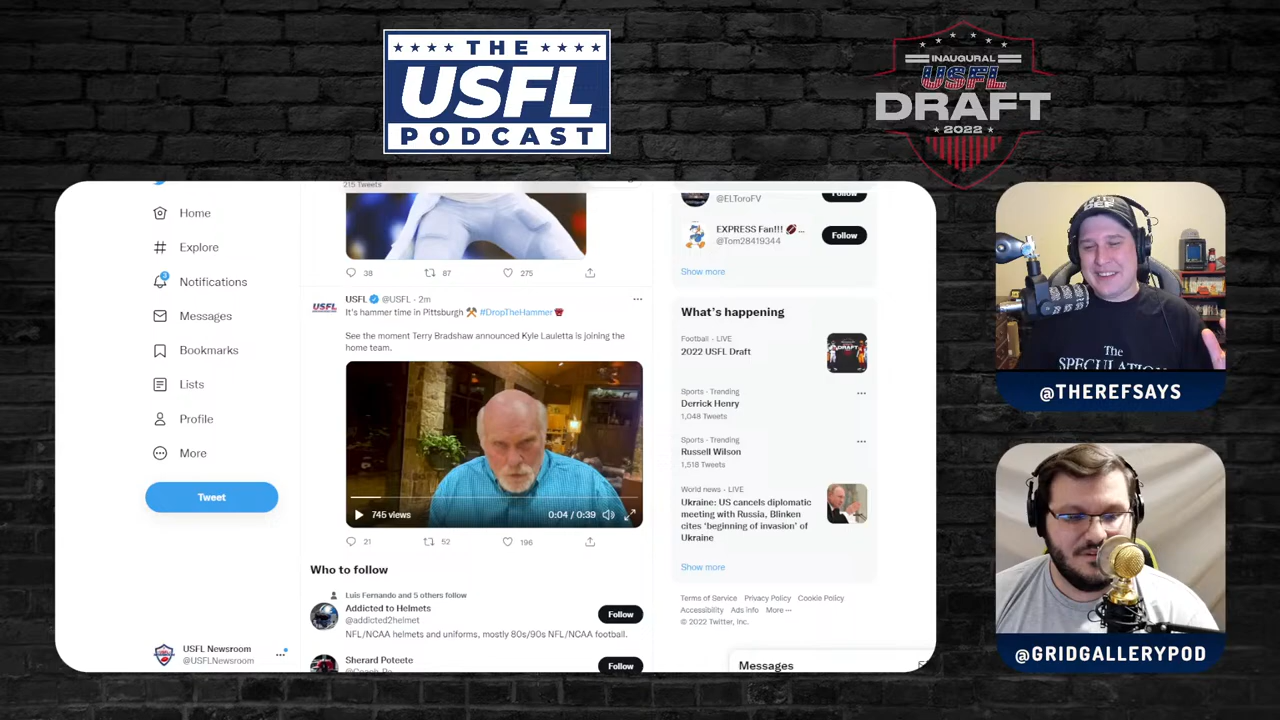 THE
USFL
PODCAST
INAUGURAL
USFL
DRAFT
2022
215 Tweets
Home
Explore
3
Notifications
Messages
Bookmarks
Lists
Profile
More
Tweet
USFL Newsroom
@USFLNewsroom
38
87
275
USFL @USFL · 2m
It's hammer time in Pittsburgh #DropTheHammer
See the moment Terry Bradshaw announced Kyle Lauletta is joining the
home team.
745 views
0:04 / 0:39
21
52
196
Who to follow
Luis Fernando and 5 others follow
Addicted to Helmets
@addicted2helmet
Follow
NFL/NCAA helmets and uniforms, mostly 80s/90s NFL/NCAA football.
Sherard Poteete
Follow
Follow
@ELToroFV
EXPRESS Fan!!! ...
@Tom28419344
Follow
Show more
What's happening
Football · LIVE
2022 USFL Draft
Sports · Trending
Derrick Henry
1,048 Tweets
Sports · Trending
Russell Wilson
1,518 Tweets
World news · LIVE
Ukraine: US cancels diplomatic
meeting with Russia, Blinken
cites 'beginning of invasion' of
Ukraine
Show more
Terms of Service Privacy Policy Cookie Policy
Accessibility Ads info More ···
© 2022 Twitter, Inc.
Messages
The
SPECULATION
@THEREFSAYS
@GRIDGALLERYPOD